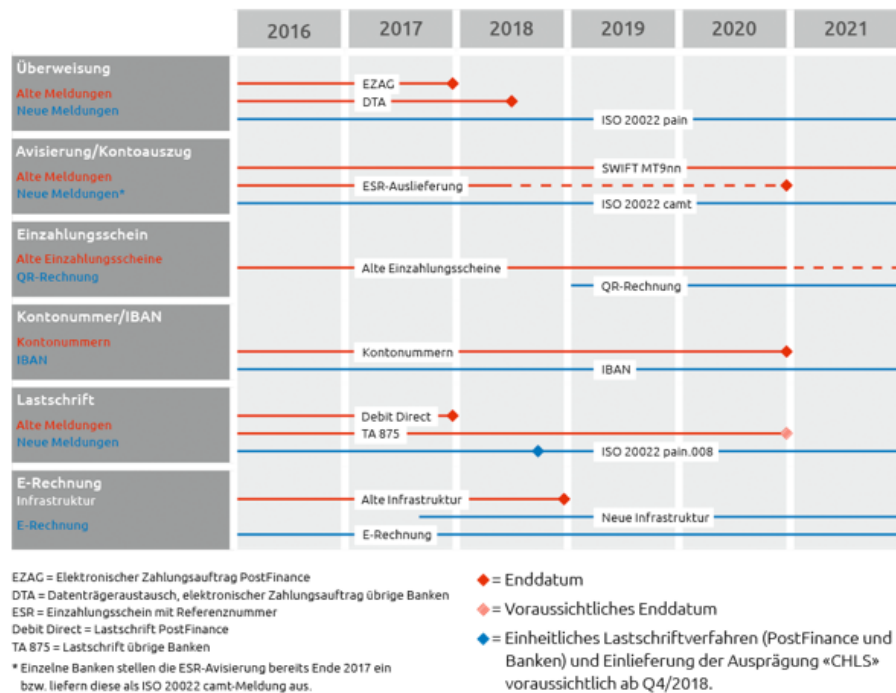 2016 2017 2018 2019 2020 2021
Überweisung
Alte Meldungen
Neue Meldungen
EZAG
DTA
ISO 20022 pain
Avisierung/Kontoauszug
Alte Meldungen
Neue Meldungen*
SWIFT MT9nn
ESR-Auslieferung
ISO 20022 camt
Einzahlungsschein
Alte Einzahlungsscheine
QR-Rechnung
Alte Einzahlungsscheine
QR-Rechnung
Kontonummer/IBAN
Kontonummern
IBAN
Kontonummern
IBAN
Lastschrift
Alte Meldungen
Neue Meldungen
Debit Direct
TA 875
ISO 20022 pain.008
E-Rechnung
Infrastruktur
E-Rechnung
Alte Infrastruktur
Neue Infrastruktur
E-Rechnung
EZAG = Elektronischer Zahlungsauftrag PostFinance
DTA = Datenträgeraustausch, elektronischer Zahlungsauftrag übrige Banken
ESR = Einzahlungsschein mit Referenznummer
Debit Direct = Lastschrift PostFinance
TA 875 = Lastschrift übrige Banken
* Einzelne Banken stellen die ESR-Avisierung bereits Ende 2017 ein
bzw. liefern diese als ISO 20022 camt-Meldung aus.
= Enddatum
= Voraussichtliches Enddatum
= Einheitliches Lastschriftverfahren (PostFinance und
Banken) und Einlieferung der Ausprägung «CHLS»
voraussichtlich ab Q4/2018.